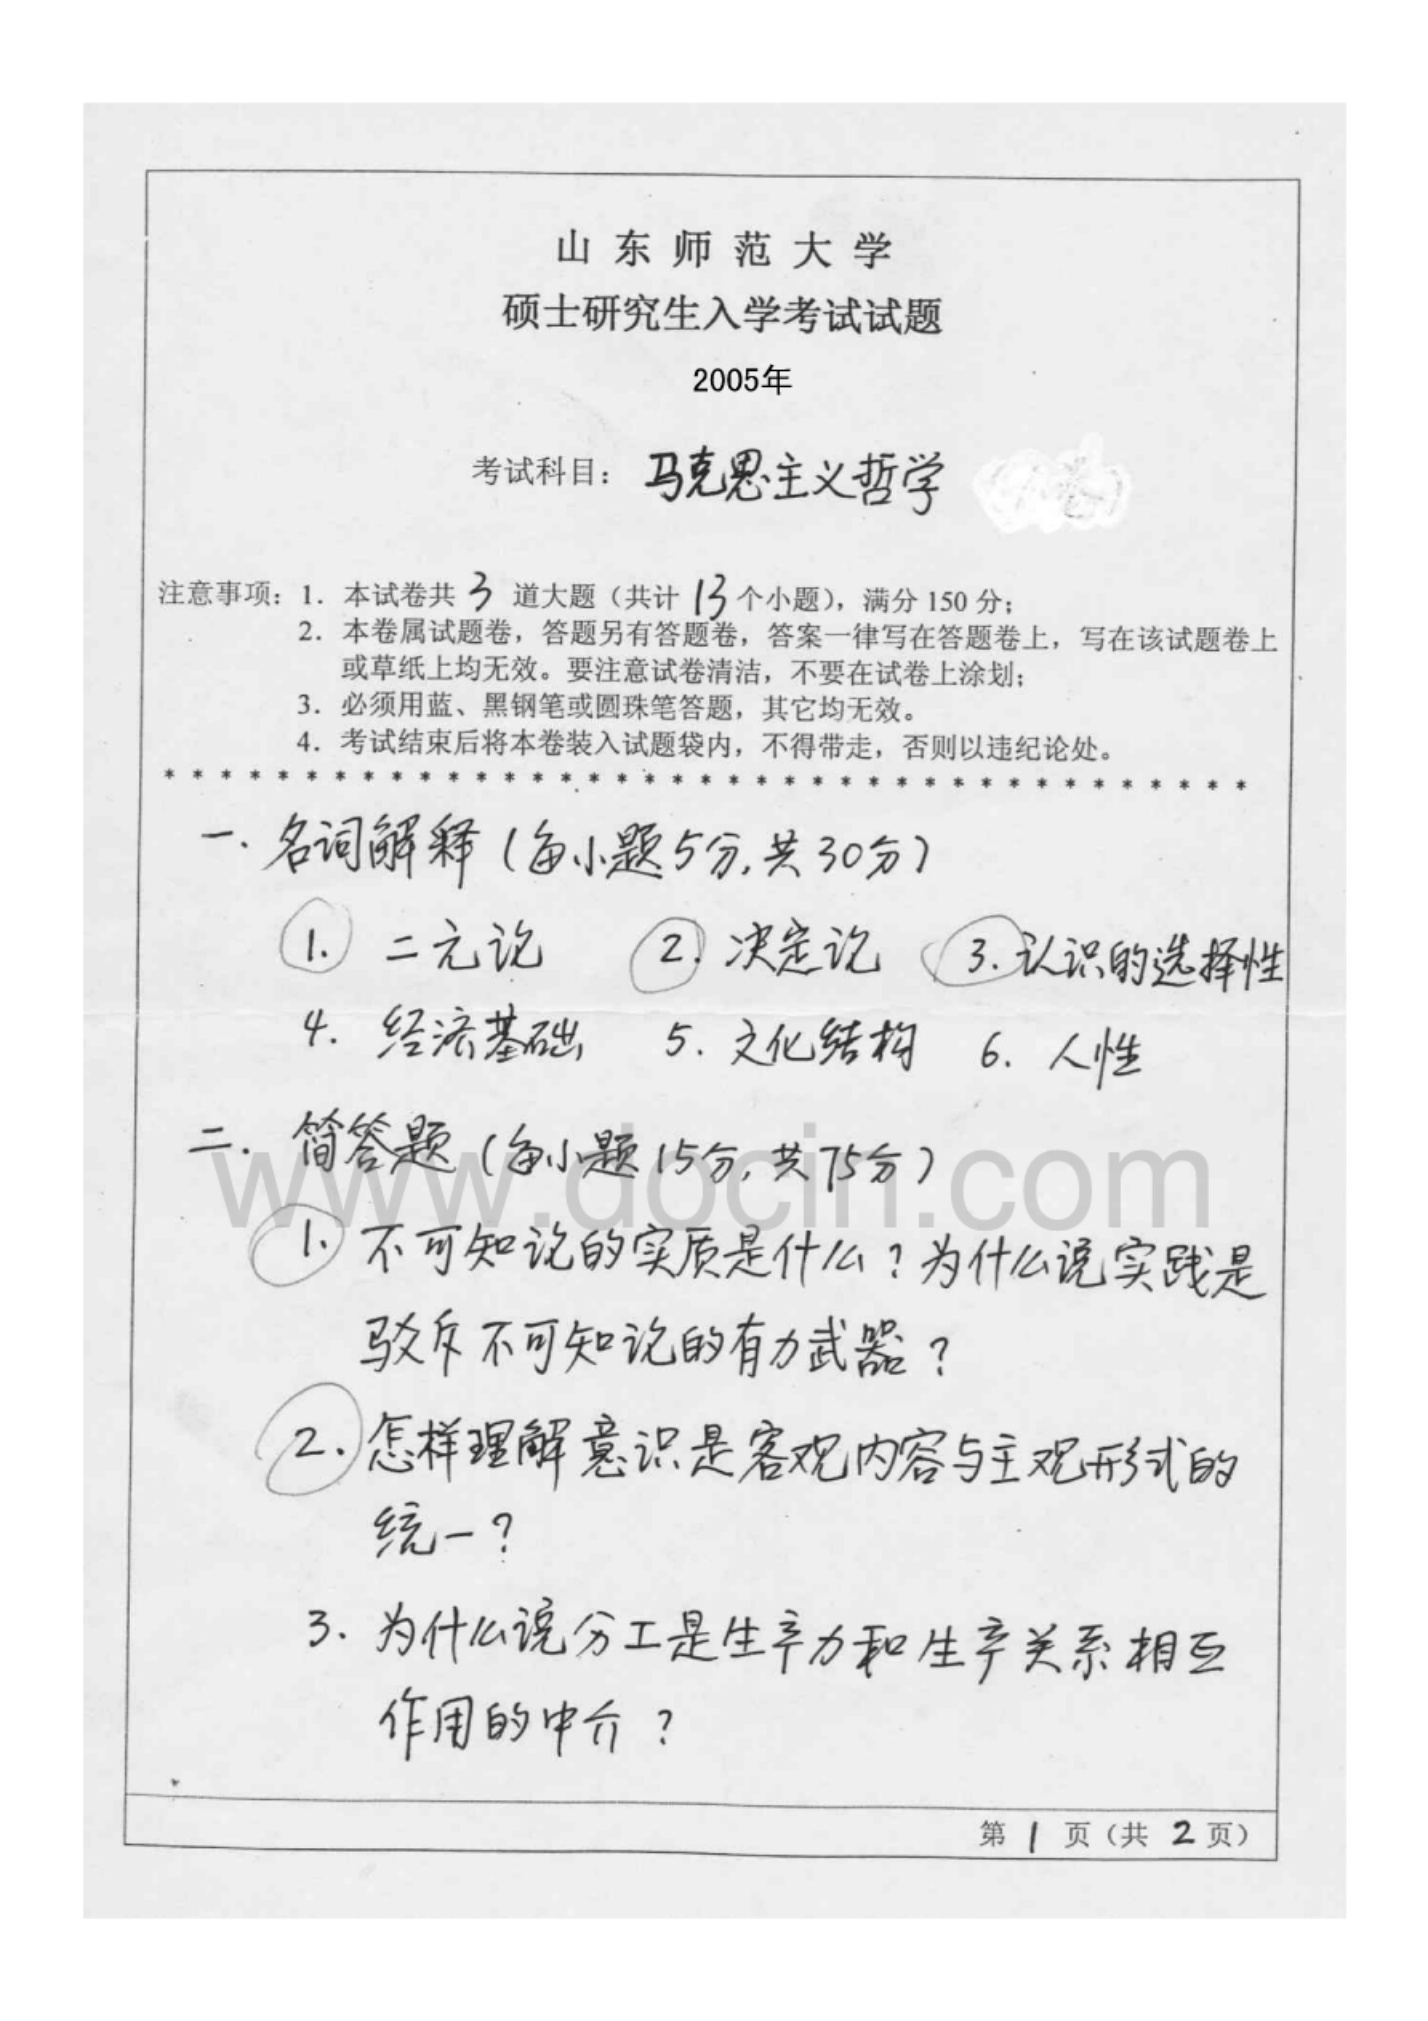 山东师范大学
硕士研究生入学考试试题
2005年
考试科目：马克思主义哲学
注意事项：1．本试卷共 3 道大题（共计 13 个小题），满分 150 分；
2．本卷属试题卷，答题另有答题卷，答案一律写在答题卷上，写在该试题卷上
或草纸上均无效。要注意试卷清洁，不要在试卷上涂划；
3．必须用蓝、黑钢笔或圆珠笔答题，其它均无效。
4．考试结束后将本卷装入试题袋内，不得带走，否则以违纪论处。
* * * * * * * * * * * * * * * * * * * * * * * * * * * * * * * * * * * * * * *
一．名词解释（每小题5分，共30分）
1. 二元论 2. 决定论 3. 认识的选择性
4. 经济基础 5. 文化结构 6. 人性
二．简答题（每小题15分，共75分）
www.docin.com
1. 不可知论的实质是什么？为什么说实践是
驳斥不可知论的有力武器？
2. 怎样理解意识是客观内容与主观形式的
统一？
3. 为什么说分工是生产力和生产关系相互
作用的中介？
第 1 页（共 2 页）